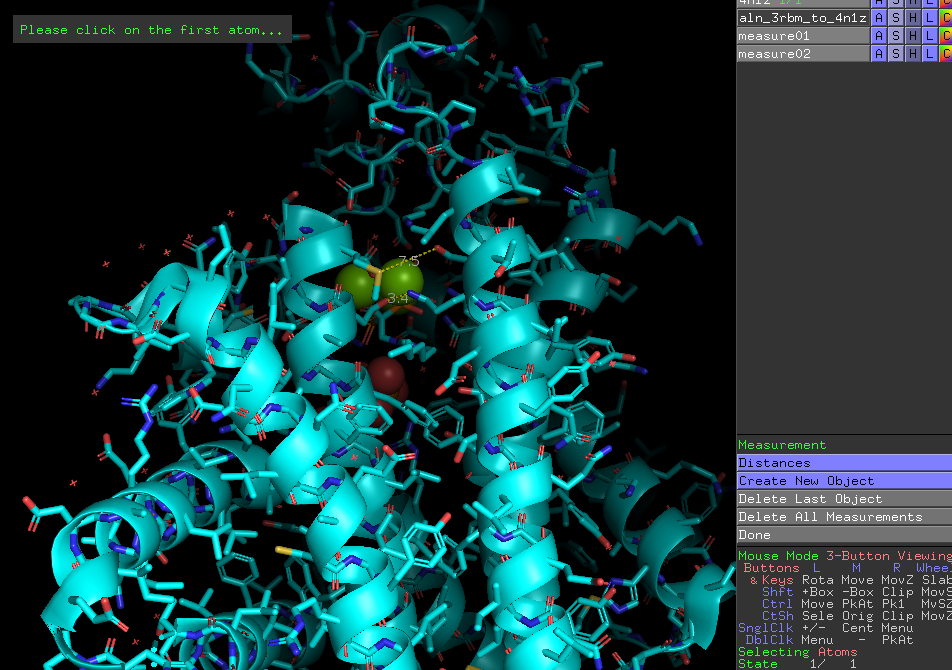 Please click on the first atom...
4n1z 1/1
aln_3rbm_to_4n1z A S H L C
measure01 A S H L C
measure02 A S H L C
7.5
3.4
Measurement
Distances
Create New Object
Delete Last Object
Delete All Measurements
Done
Mouse Mode 3-Button Viewing
Buttons L M R Whee
& Keys Rota Move MovZ Slab
Shft +Box -Box Clip MovS
Ctrl Move PkAt Pk1 MvSZ
CtSh Sele Orig Clip MovZ
SnglClk +/- Cent Menu
DblClk Menu - PkAt
Selecting Atoms
State 1/ 1